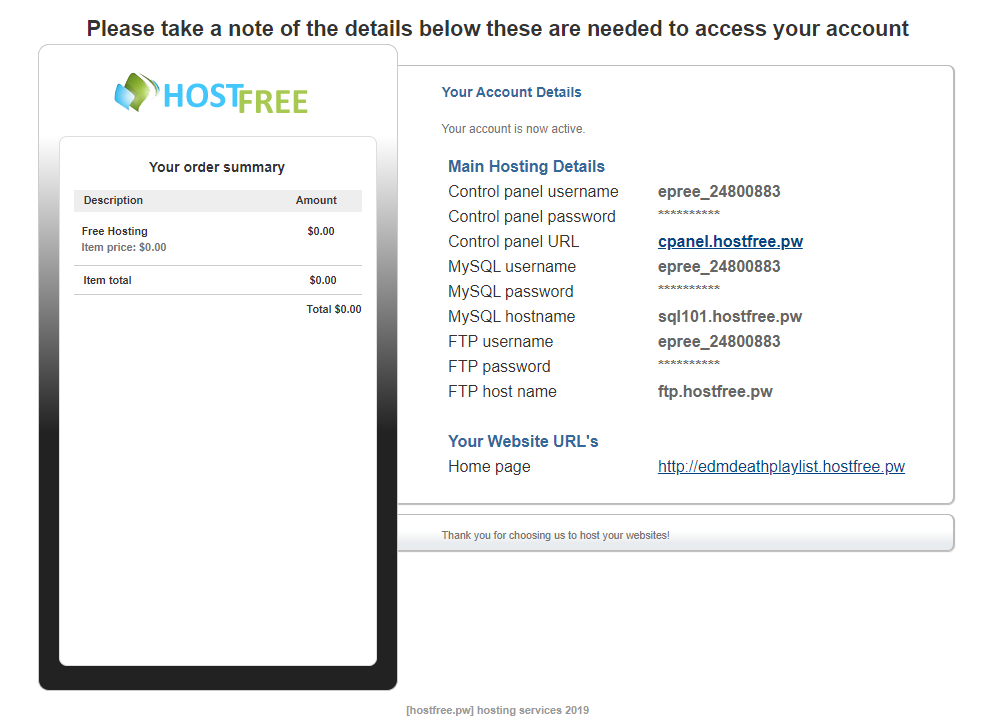 Please take a note of the details below these are needed to access your account
HOSTFREE
Your order summary
Description Amount
Free Hosting $0.00
Item price: $0.00
Item total $0.00
Total $0.00
Your Account Details
Your account is now active.
Main Hosting Details
Control panel username epree_24800883
Control panel password **********
Control panel URL cpanel.hostfree.pw
MySQL username epree_24800883
MySQL password **********
MySQL hostname sql101.hostfree.pw
FTP username epree_24800883
FTP password **********
FTP host name ftp.hostfree.pw
Your Website URL's
Home page http://edmdeathplaylist.hostfree.pw
Thank you for choosing us to host your websites!
[hostfree.pw] hosting services 2019